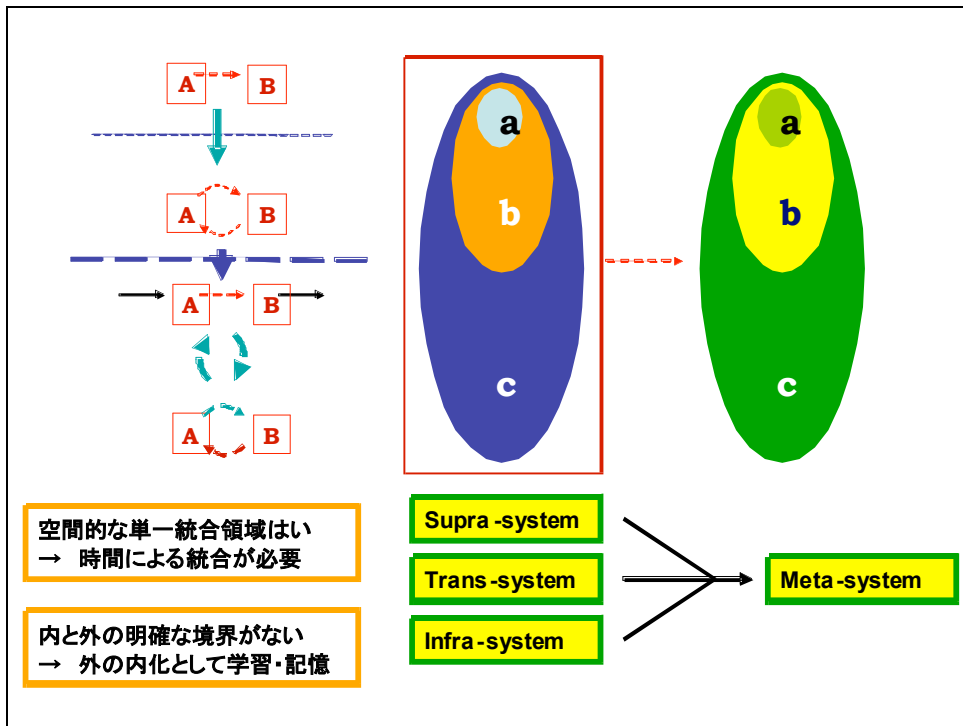 A B
A B
A B
A B
a
b
c
a
b
c
空間的な単一統合領域はい
→ 時間による統合が必要
内と外の明確な境界がない
→ 外の内化として学習・記憶
Supra-system
Trans-system
Infra-system
Meta-system